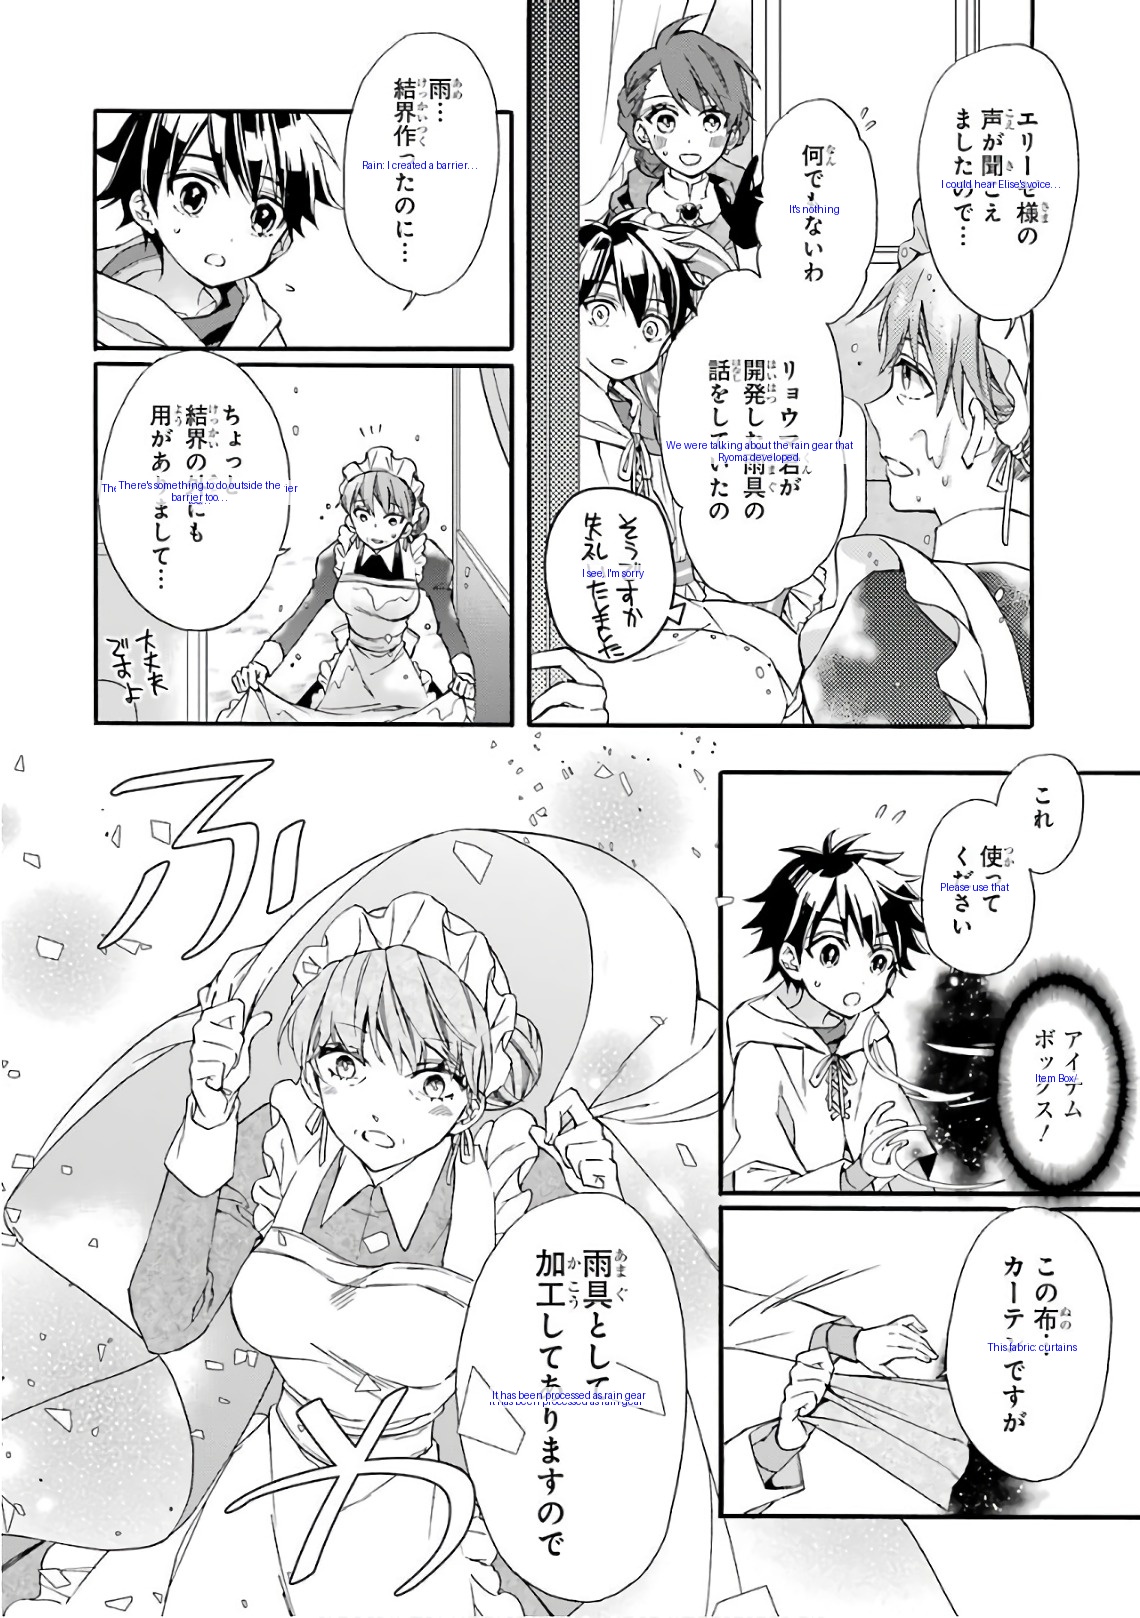 エリーゼ様の
声が聞こえ
ましたので…
I could hear Elise's voice…
何でもないわ
It's nothing
リョウマ君が
開発した雨具の
話をしていたの
We were talking about the rain gear that
Ryoma developed.
そうですか
失礼いたしました
I see, I'm sorry
雨…
結界作ったのに…
Rain: I created a barrier…
ちょっと
結界の外にも
用がありまして…
There's something to do outside the
barrier too…
大丈夫
ですよ
これ
使って
ください
Please use that
アイテム
ボックス！
Item Box/
この布…
カーテンですが
This fabric: curtains
雨具として
加工してありますので
It has been processed as rain gear
ふわ